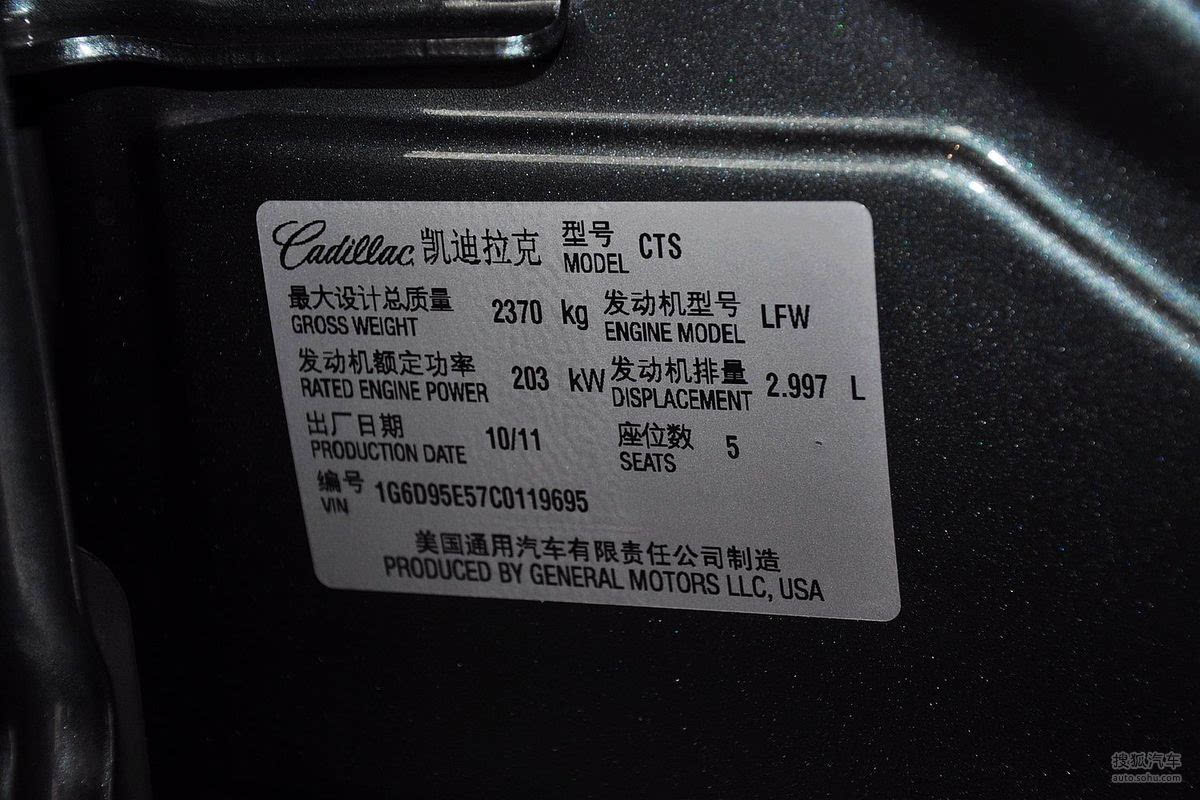 Cadillac 凯迪拉克 型号 MODEL CTS
最大设计总质量 GROSS WEIGHT 2370 kg 发动机型号 ENGINE MODEL LFW
发动机额定功率 RATED ENGINE POWER 203 kW 发动机排量 DISPLACEMENT 2.997 L
出厂日期 PRODUCTION DATE 10/11 座位数 SEATS 5
编号 VIN 1G6D95E57C0119695
美国通用汽车有限责任公司制造
PRODUCED BY GENERAL MOTORS LLC, USA
搜狐汽车
auto.sohu.com